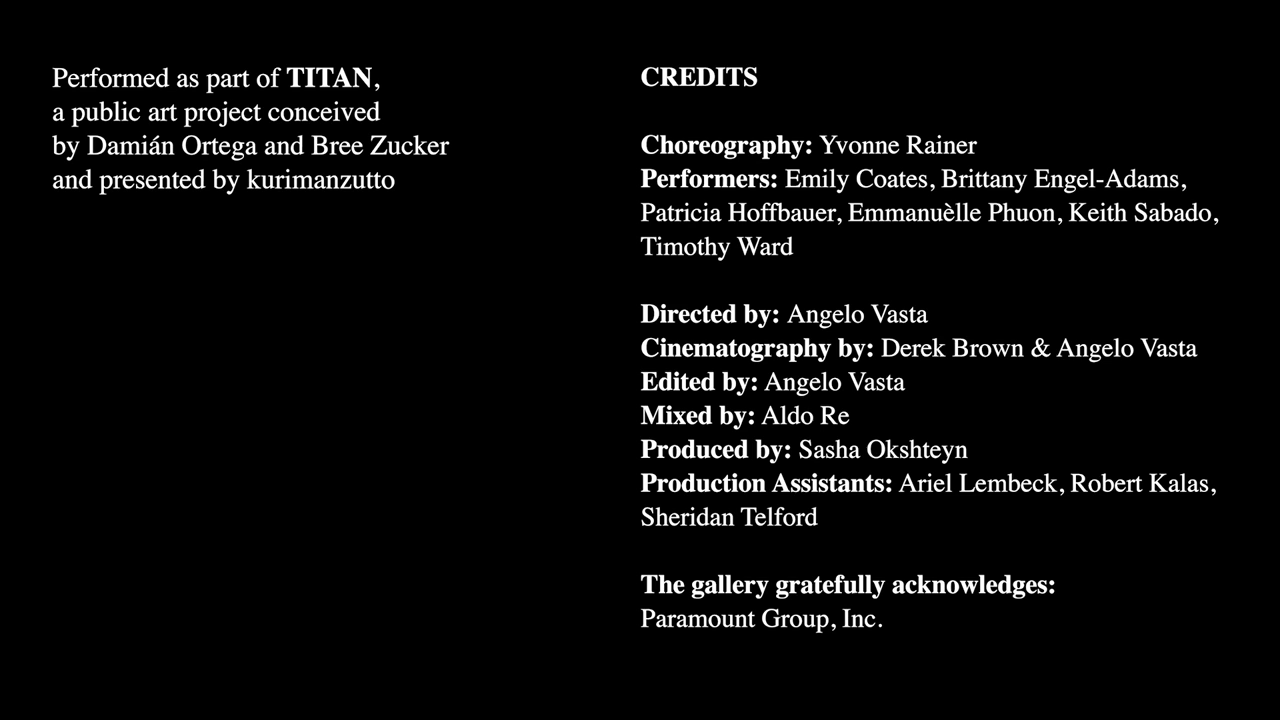 Performed as part of TITAN,
a public art project conceived
by Damián Ortega and Bree Zucker
and presented by kurimanzutto
CREDITS
Choreography: Yvonne Rainer
Performers: Emily Coates, Brittany Engel-Adams,
Patricia Hoffbauer, Emmanuèlle Phuon, Keith Sabado,
Timothy Ward
Directed by: Angelo Vasta
Cinematography by: Derek Brown & Angelo Vasta
Edited by: Angelo Vasta
Mixed by: Aldo Re
Produced by: Sasha Okshteyn
Production Assistants: Ariel Lembeck, Robert Kalas,
Sheridan Telford
The gallery gratefully acknowledges:
Paramount Group, Inc.